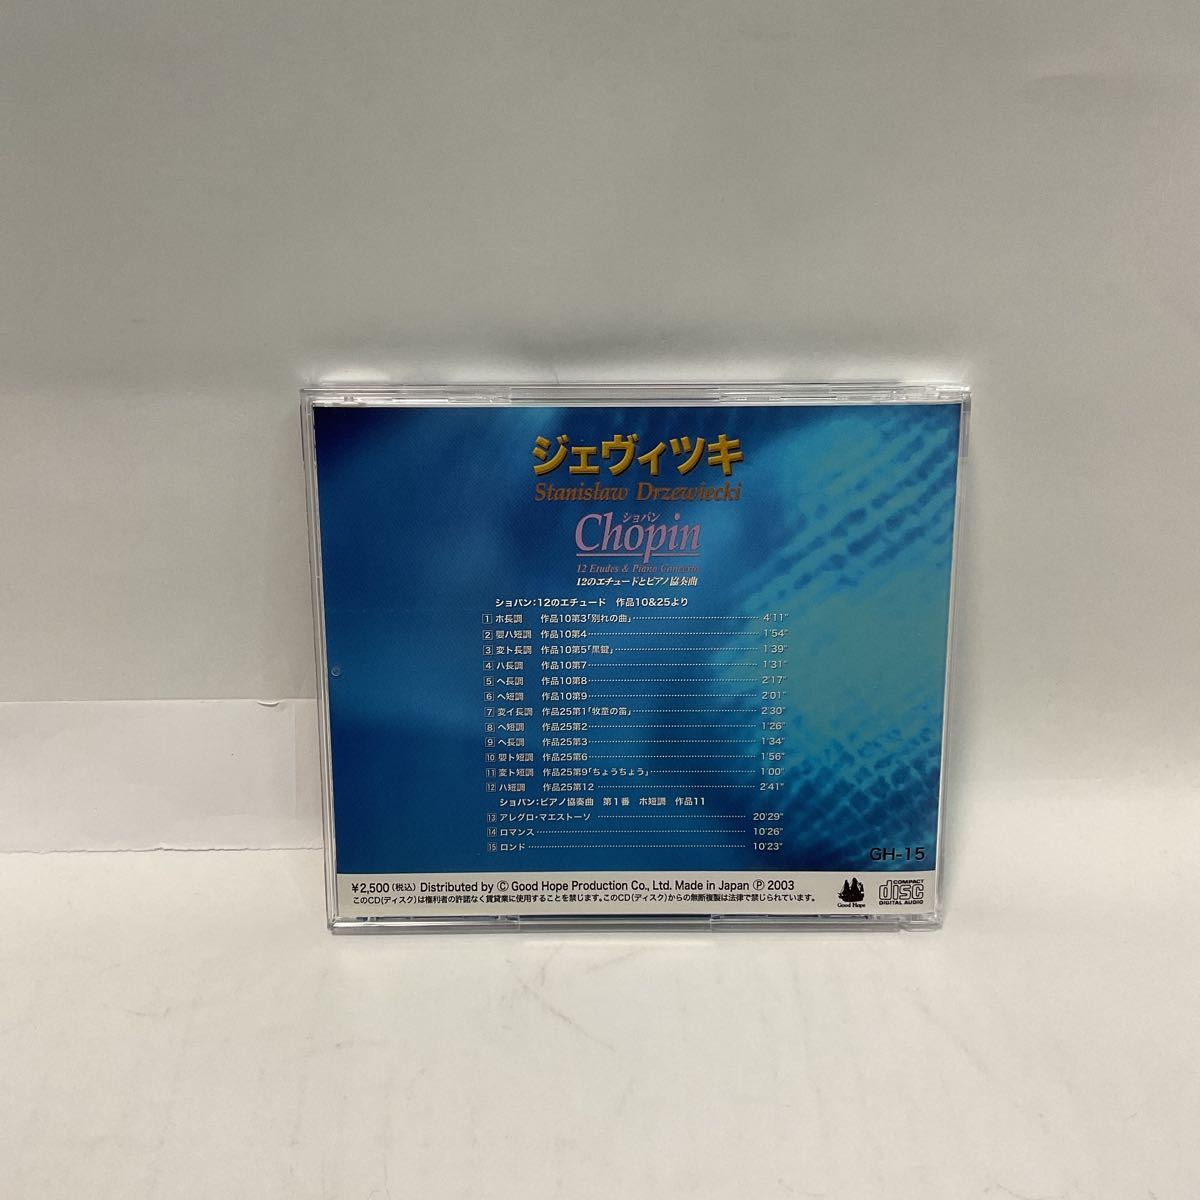 ジェヴィツキ
Stanisław Drzewiecki
ショパン
Chopin
12 Etudes & Piano Concerto
12のエチュードとピアノ協奏曲
ショパン:12のエチュード 作品10&25より
1 ホ長調 作品10第3「別れの曲」 4'11"
2 嬰ハ短調 作品10第4 1'54"
3 変ト長調 作品10第5「黒鍵」 1'39"
4 ハ長調 作品10第7 1'31"
5 ヘ長調 作品10第8 2'17"
6 ヘ短調 作品10第9 2'01"
7 変イ長調 作品25第1「牧童の笛」 2'30"
8 ヘ短調 作品25第2 1'26"
9 ヘ長調 作品25第3 1'34"
10 嬰ト短調 作品25第6 1'56"
11 変ト短調 作品25第9「ちょうちょう」 1'00"
12 ハ短調 作品25第12 2'41"
ショパン:ピアノ協奏曲 第1番 ホ短調 作品11
13 アレグロ・マエストーソ 20'29"
14 ロマンス 10'26"
15 ロンド 10'23"
GH-15
¥2,500(税込) Distributed by Ⓒ Good Hope Production Co., Ltd. Made in Japan Ⓟ 2003
このCD(ディスク)は権利者の許諾なく賃貸業に使用することを禁じます。このCD(ディスク)からの無断複製は法律で禁じられています。
Good Hope
COMPACT
disc
DIGITAL AUDIO